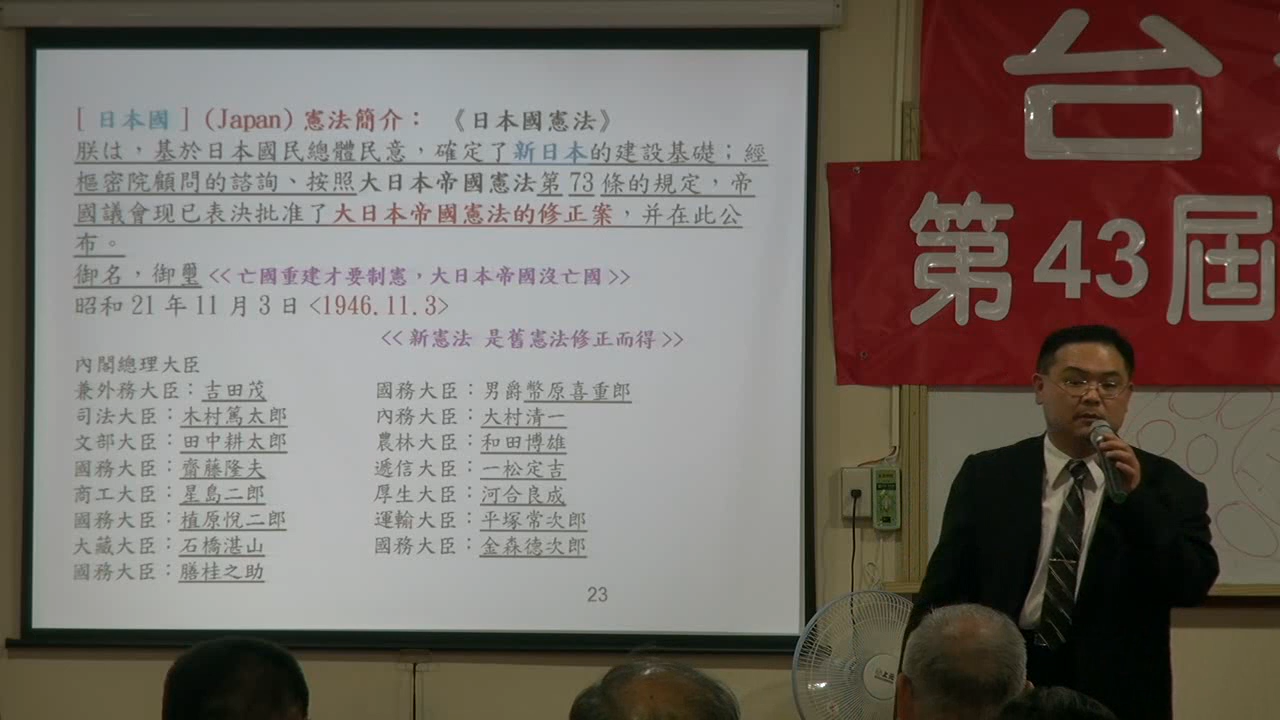 [ 日本國 ] (Japan) 憲法簡介： 《日本國憲法》
朕は，基於日本國民總體民意，確定了新日本的建設基礎；經
樞密院顧問的諮詢、按照大日本帝國憲法第 73 條的規定，帝
國議會現已表決批准了大日本帝國憲法的修正案，并在此公
布。
御名，御璽 <<亡國重建才要制憲，大日本帝國沒亡國>>
昭和 21 年 11 月 3 日 <1946.11.3>
<<新憲法 是舊憲法修正而得>>
內閣總理大臣
兼外務大臣：吉田茂 國務大臣：男爵幣原喜重郎
司法大臣：木村篤太郎 內務大臣：大村清一
文部大臣：田中耕太郎 農林大臣：和田博雄
國務大臣：齋藤隆夫 遞信大臣：一松定吉
商工大臣：星島二郎 厚生大臣：河合良成
國務大臣：植原悅二郎 運輸大臣：平塚常次郎
大藏大臣：石橋湛山 國務大臣：金森德次郎
國務大臣：膳桂之助
23
台
第43屆